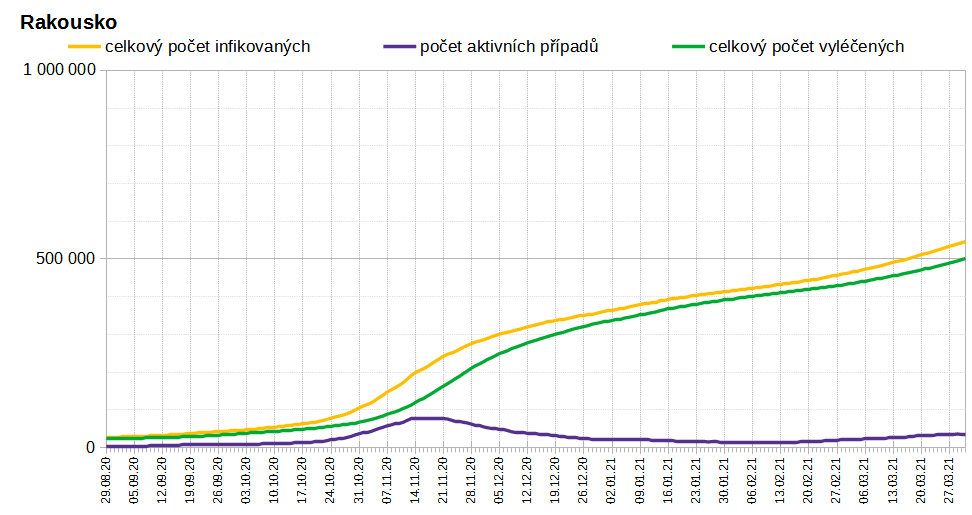 Rakousko
celkový počet infikovaných počet aktivních případů celkový počet vyléčených
1 000 000
500 000
0
29.08.20 05.09.20 12.09.20 19.09.20 26.09.20 03.10.20 10.10.20 17.10.20 24.10.20 31.10.20 07.11.20 14.11.20 21.11.20 28.11.20 05.12.20 12.12.20 19.12.20 26.12.20 02.01.21 09.01.21 16.01.21 23.01.21 30.01.21 06.02.21 13.02.21 20.02.21 27.02.21 06.03.21 13.03.21 20.03.21 27.03.21